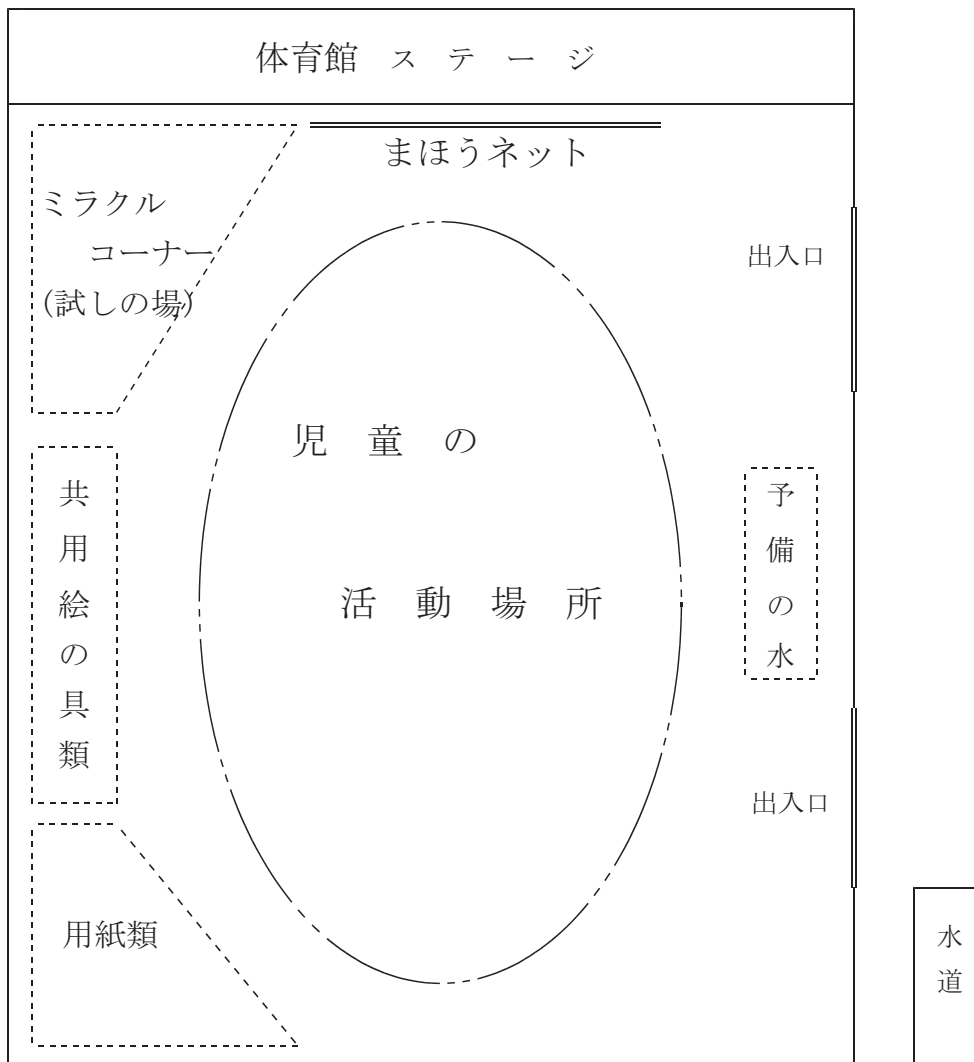 体育館 ステージ
まほうネット
ミラクル
コーナー
(試しの場)
出入口
児童の
活動場所
共用絵の具類
予備の水
出入口
用紙類
水道